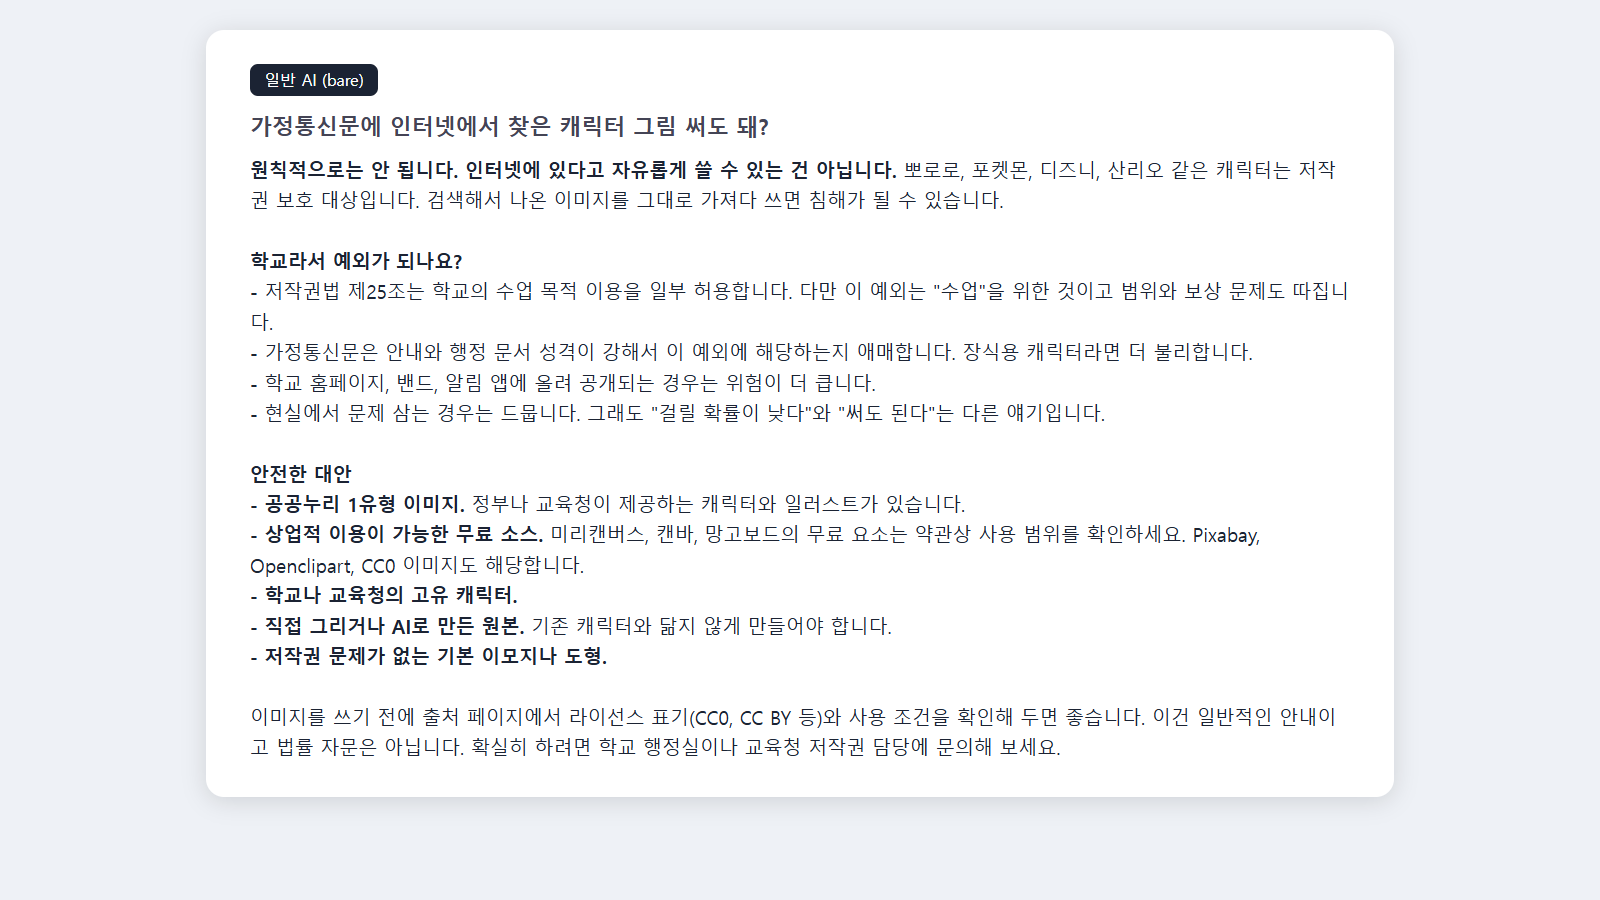 일반 AI (bare)
가정통신문에 인터넷에서 찾은 캐릭터 그림 써도 돼?
원칙적으로는 안 됩니다. 인터넷에 있다고 자유롭게 쓸 수 있는 건 아닙니다. 뽀로로, 포켓몬, 디즈니, 산리오 같은 캐릭터는 저작
권 보호 대상입니다. 검색해서 나온 이미지를 그대로 가져다 쓰면 침해가 될 수 있습니다.
학교라서 예외가 되나요?
- 저작권법 제25조는 학교의 수업 목적 이용을 일부 허용합니다. 다만 이 예외는 "수업"을 위한 것이고 범위와 보상 문제도 따집니
다.
- 가정통신문은 안내와 행정 문서 성격이 강해서 이 예외에 해당하는지 애매합니다. 장식용 캐릭터라면 더 불리합니다.
- 학교 홈페이지, 밴드, 알림 앱에 올려 공개되는 경우는 위험이 더 큽니다.
- 현실에서 문제 삼는 경우는 드뭅니다. 그래도 "걸릴 확률이 낮다"와 "써도 된다"는 다른 얘기입니다.
안전한 대안
- 공공누리 1유형 이미지. 정부나 교육청이 제공하는 캐릭터와 일러스트가 있습니다.
- 상업적 이용이 가능한 무료 소스. 미리캔버스, 캔바, 망고보드의 무료 요소는 약관상 사용 범위를 확인하세요. Pixabay,
Openclipart, CC0 이미지도 해당합니다.
- 학교나 교육청의 고유 캐릭터.
- 직접 그리거나 AI로 만든 원본. 기존 캐릭터와 닮지 않게 만들어야 합니다.
- 저작권 문제가 없는 기본 이모지나 도형.
이미지를 쓰기 전에 출처 페이지에서 라이선스 표기(CC0, CC BY 등)와 사용 조건을 확인해 두면 좋습니다. 이건 일반적인 안내이
고 법률 자문은 아닙니다. 확실히 하려면 학교 행정실이나 교육청 저작권 담당에 문의해 보세요.